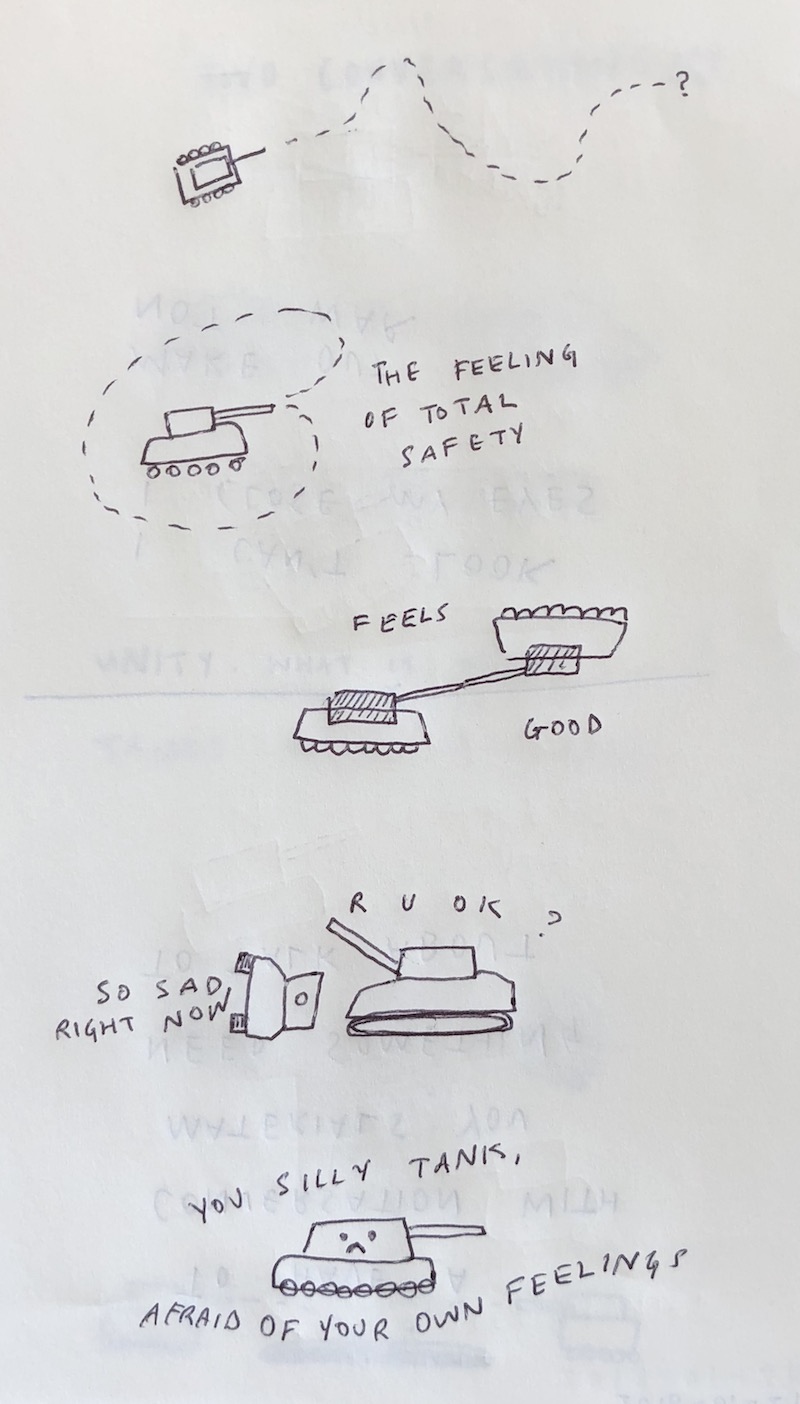 ?
THE FEELING
OF TOTAL
SAFETY
FEELS
GOOD
R U OK ?
SO SAD
RIGHT NOW
YOU SILLY TANK,
AFRAID OF YOUR OWN FEELINGS